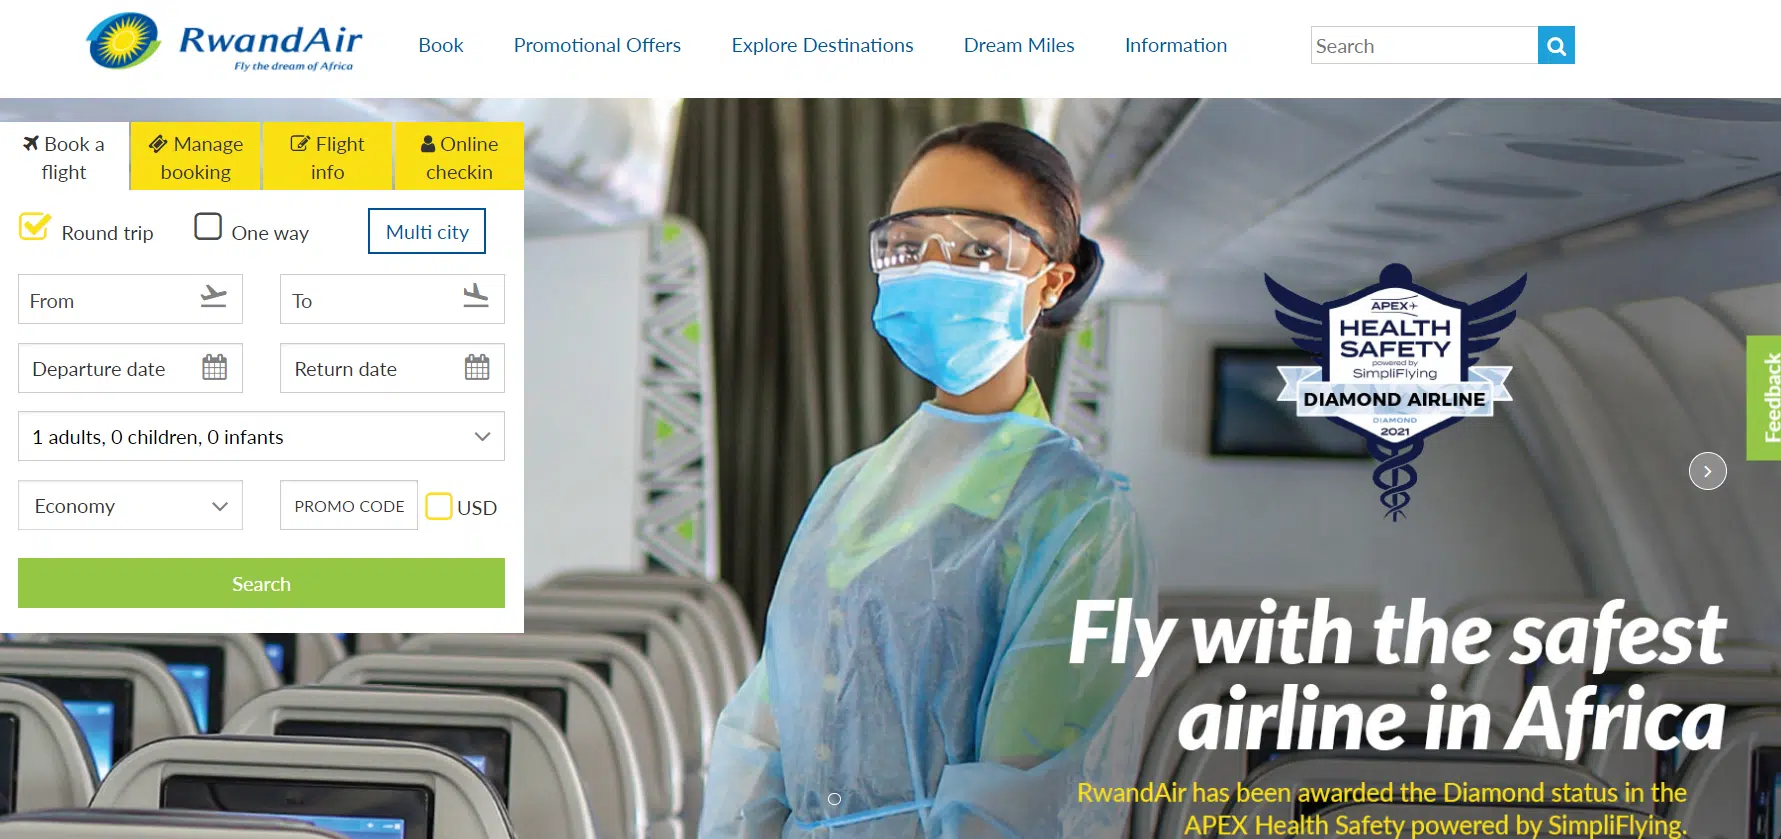 RwandAir
Fly the dream of Africa
Book
Promotional Offers
Explore Destinations
Dream Miles
Information
Search
Book a
flight
Manage
booking
Flight
info
Online
checkin
Round trip
One way
Multi city
From
To
Departure date
Return date
1 adults, 0 children, 0 infants
Economy
PROMO CODE
USD
Search
APEX
HEALTH
SAFETY
powered by
SimpliFlying
DIAMOND AIRLINE
DIAMOND
2021
Feedback
Fly with the safest
airline in Africa
RwandAir has been awarded the Diamond status in the
APEX Health Safety powered by SimpliFlying.